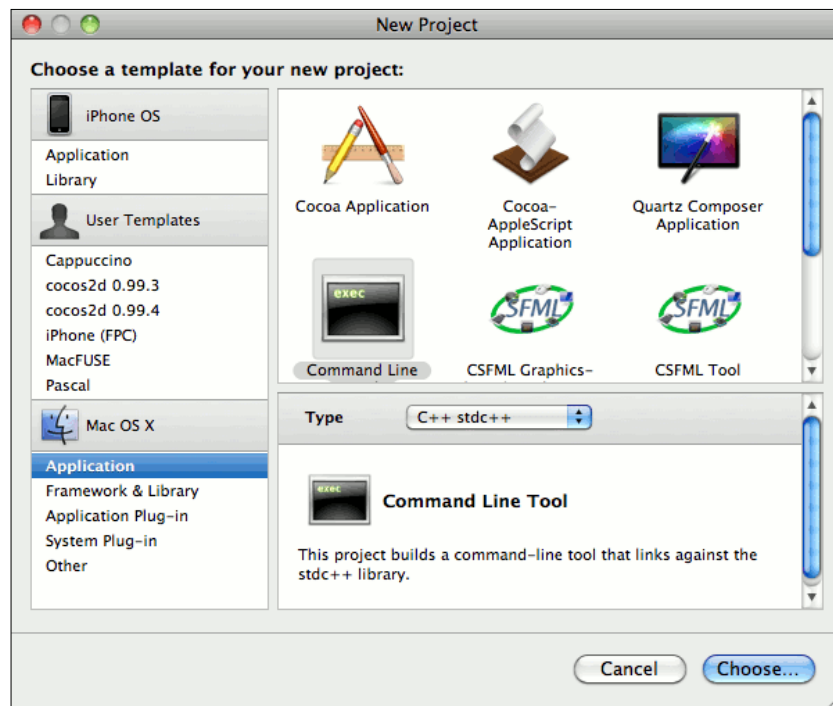 New Project
Choose a template for your new project:
iPhone OS
Application
Library
User Templates
Cappuccino
cocos2d 0.99.3
cocos2d 0.99.4
iPhone (FPC)
MacFUSE
Pascal
Mac OS X
Application
Framework & Library
Application Plug-in
System Plug-in
Other
Cocoa Application
Cocoa-
AppleScript
Application
Quartz Composer
Application
exec
Command Line
SFML
CSFML Graphics-
SFML
CSFML Tool
Type
C++ stdc++
exec
Command Line Tool
This project builds a command-line tool that links against the
stdc++ library.
Cancel
Choose...